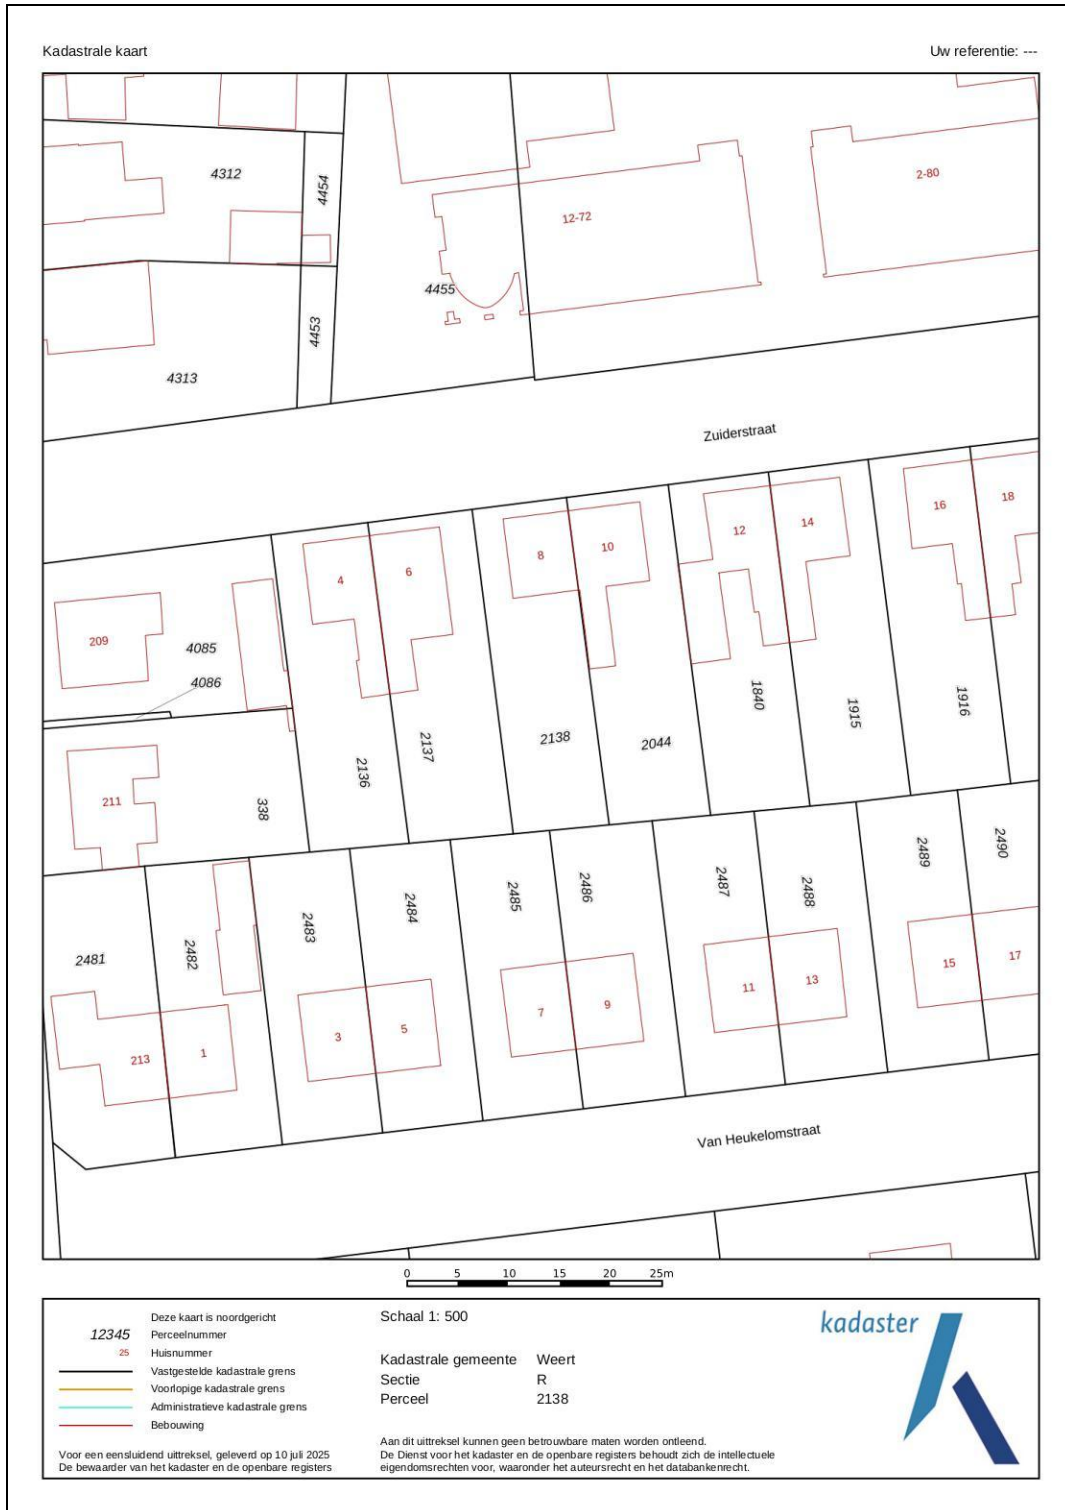 Kadastrale kaart
Uw referentie: ---
4312
4454
12-72
2-80
4455
4453
4313
Zuiderstraat
4
6
8
10
12
14
16
18
209
4085
4086
2136
2137
2138
2044
1840
1915
1916
211
338
2481
2482
2483
2484
2485
2486
2487
2488
2489
2490
213
1
3
5
7
9
11
13
15
17
Van Heukelomstraat
0 5 10 15 20 25m
Deze kaart is noordgericht
12345 Perceelnummer
25 Huisnummer
Vastgestelde kadastrale grens
Voorlopige kadastrale grens
Administratieve kadastrale grens
Bebouwing
Voor een eensluidend uittreksel, geleverd op 10 juli 2025
De bewaarder van het kadaster en de openbare registers
Schaal 1: 500
Kadastrale gemeente Weert
Sectie R
Perceel 2138
Aan dit uittreksel kunnen geen betrouwbare maten worden ontleend.
De Dienst voor het kadaster en de openbare registers behoudt zich de intellectuele
eigendomsrechten voor, waaronder het auteursrecht en het databankenrecht.
kadaster